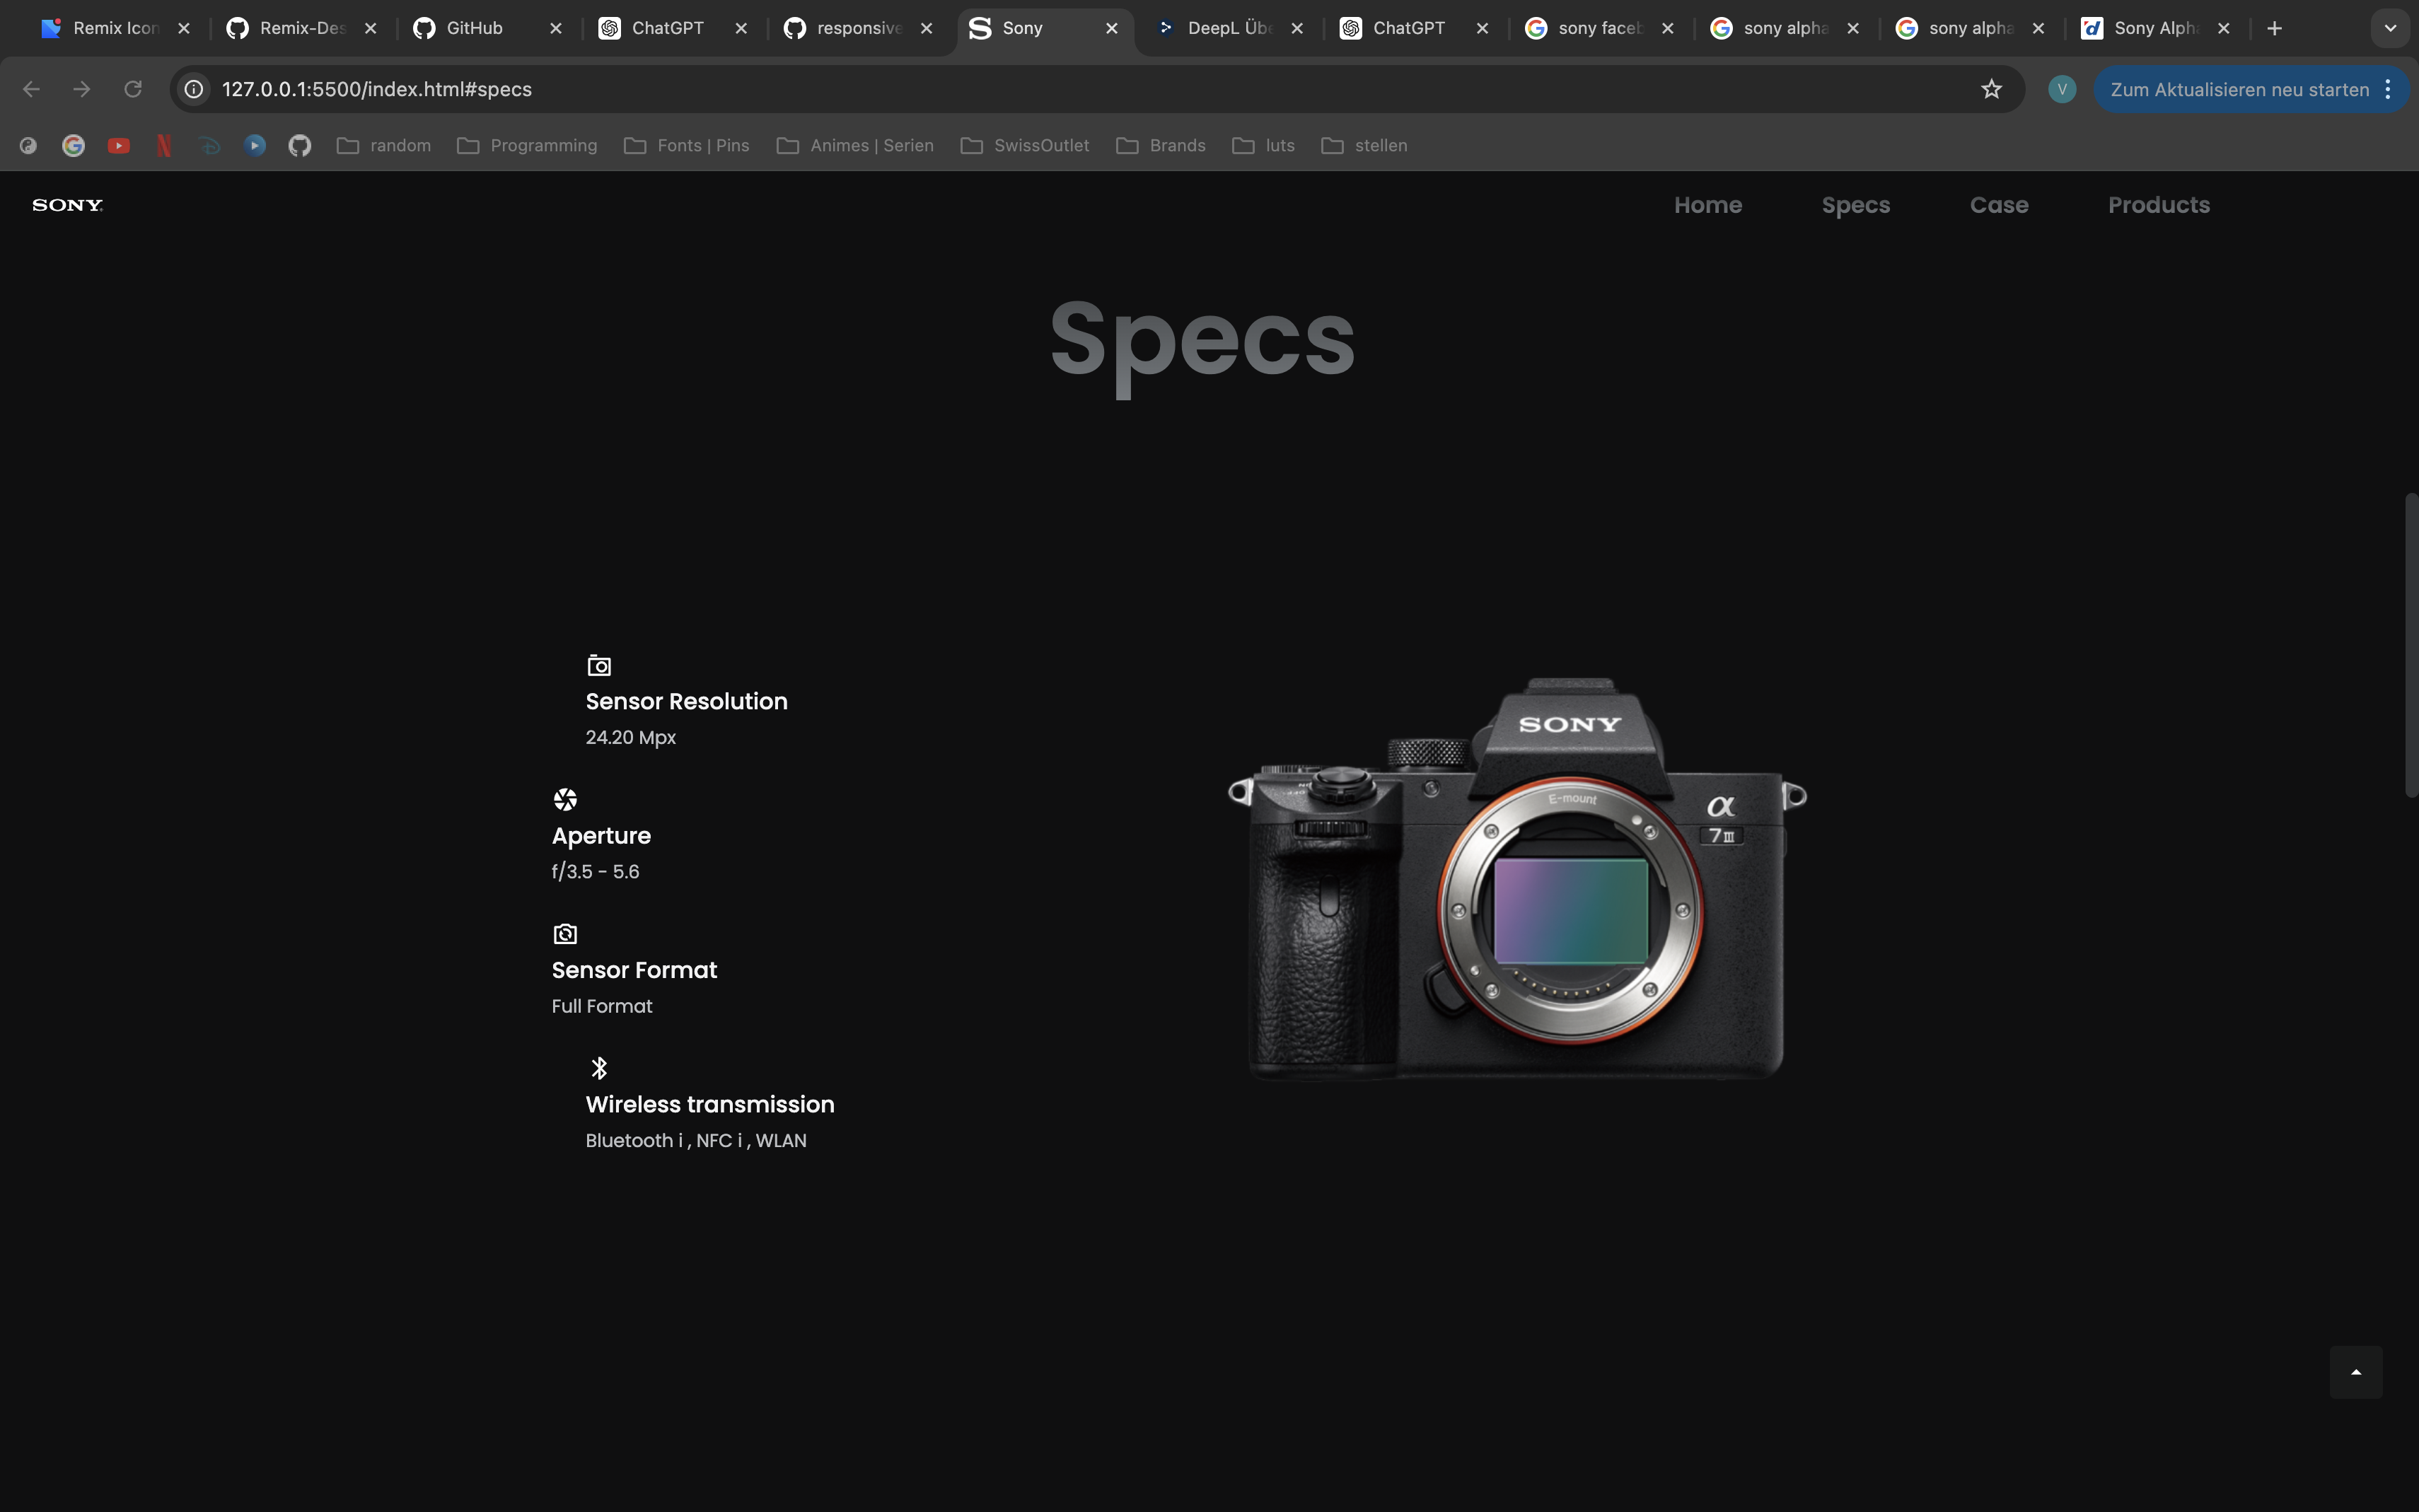 Remix Icon
Remix-Des
GitHub
ChatGPT
responsive
Sony
DeepL Übe
ChatGPT
sony faceb
sony alpha
sony alpha
Sony Alph
127.0.0.1:5500/index.html#specs
V
Zum Aktualisieren neu starten
random
Programming
Fonts | Pins
Animes | Serien
SwissOutlet
Brands
luts
stellen
SONY
Home
Specs
Case
Products
Specs
Sensor Resolution
24.20 Mpx
Aperture
f/3.5 - 5.6
Sensor Format
Full Format
Wireless transmission
Bluetooth i , NFC i , WLAN
SONY
E-mount
α
7 III